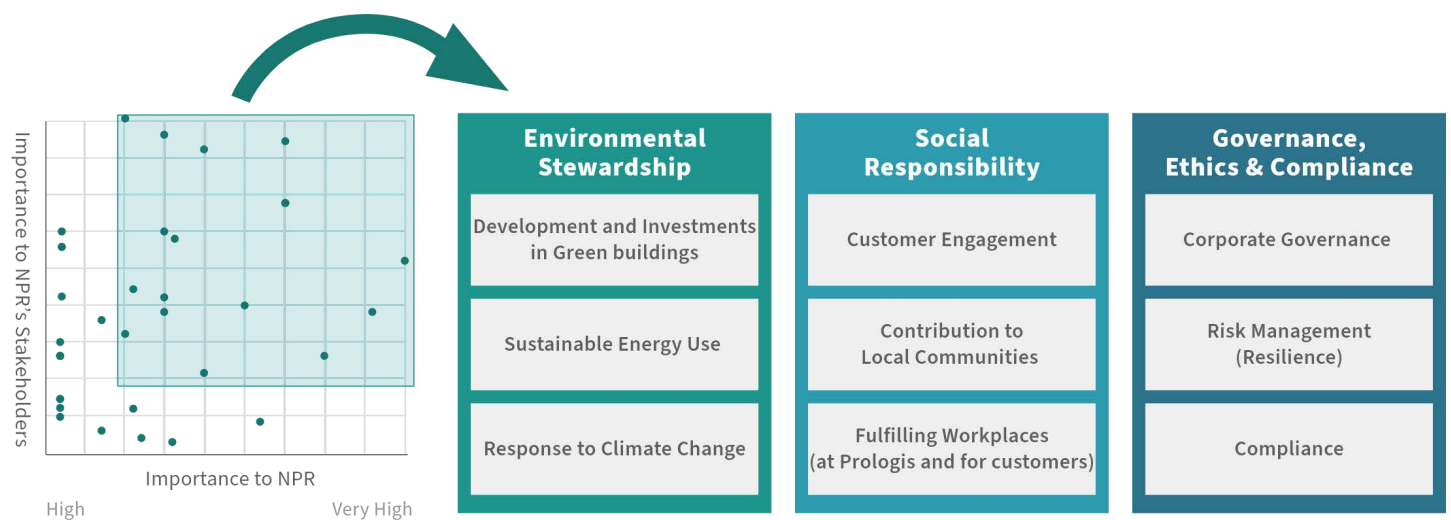 Importance to NPR's Stakeholders
Importance to NPR
High
Very High
Environmental
Stewardship
Development and Investments
in Green buildings
Sustainable Energy Use
Response to Climate Change
Social
Responsibility
Customer Engagement
Contribution to
Local Communities
Fulfilling Workplaces
(at Prologis and for customers)
Governance,
Ethics & Compliance
Corporate Governance
Risk Management
(Resilience)
Compliance